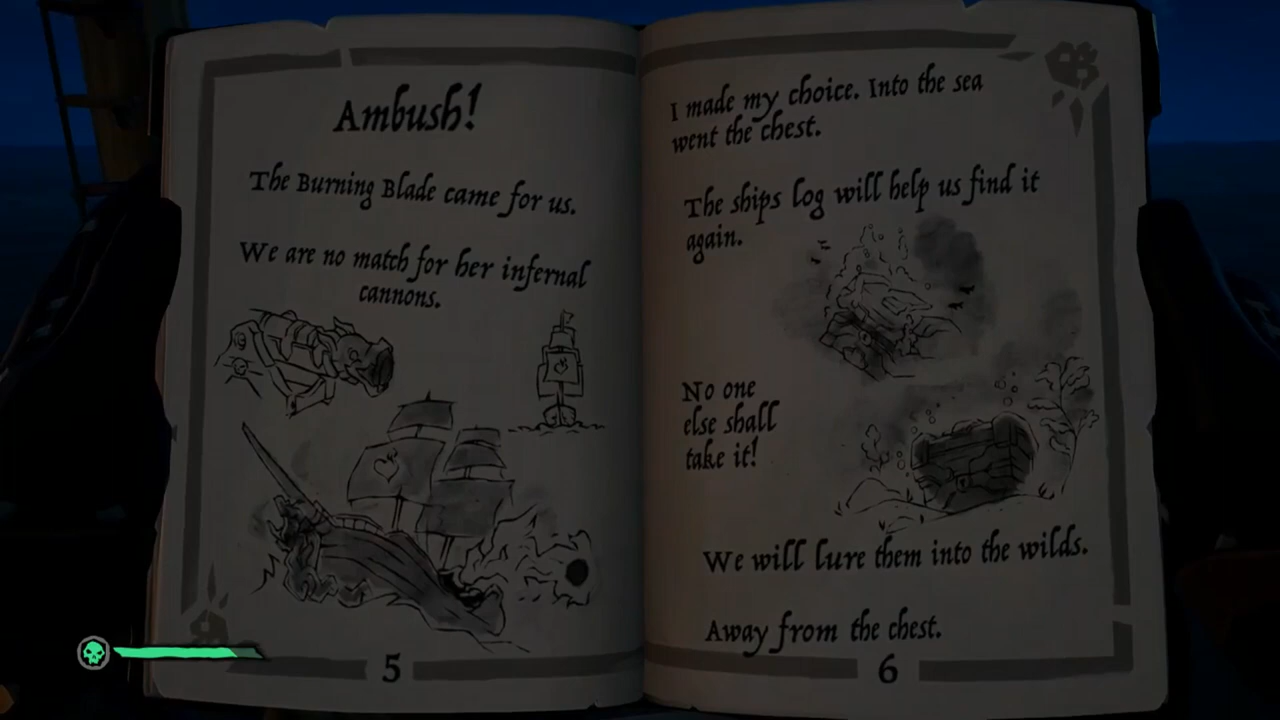 Ambush!
The Burning Blade came for us.
We are no match for her infernal
cannons.
5
I made my choice. Into the sea
went the chest.
The ships log will help us find it
again.
No one
else shall
take it!
We will lure them into the wilds.
Away from the chest.
6